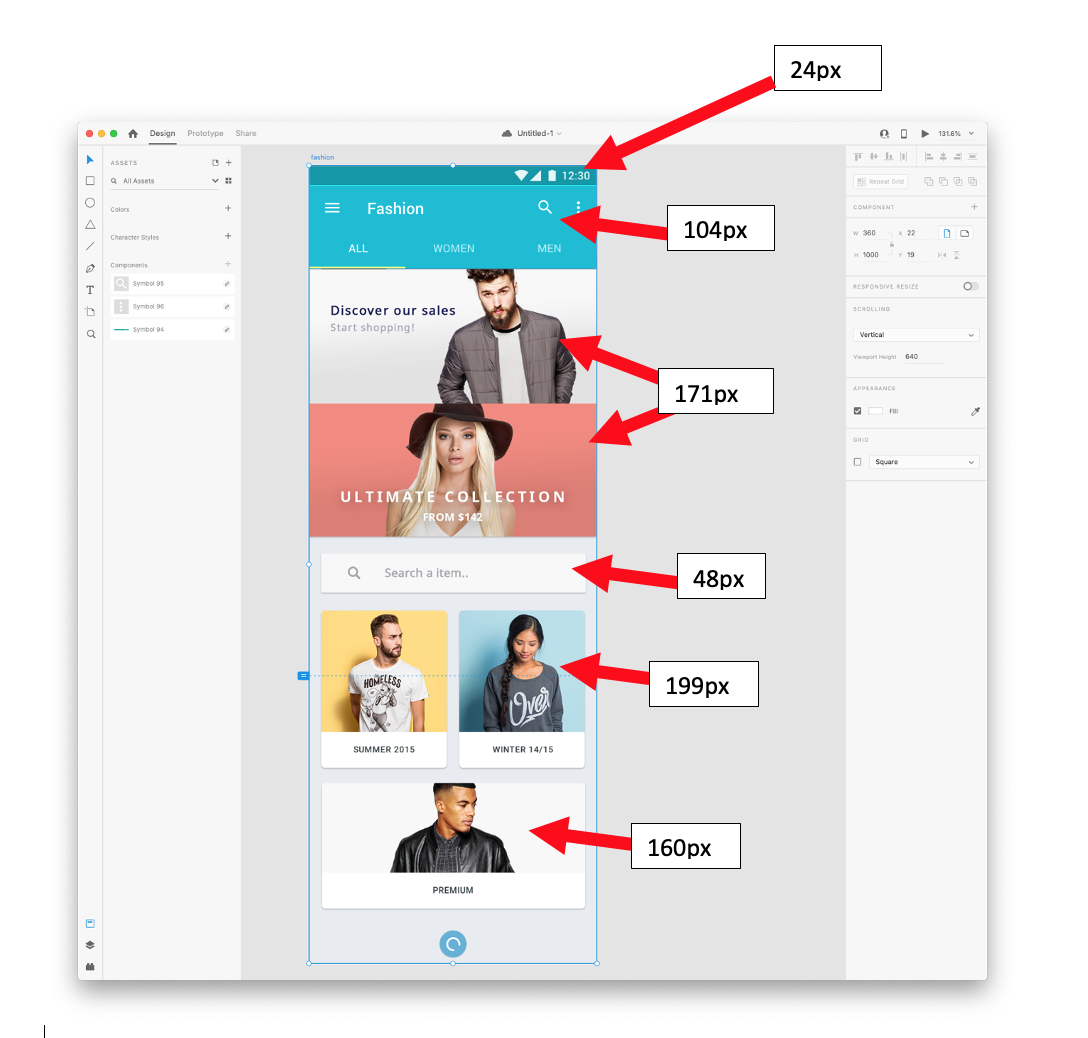 24px
Design Prototype Share
Untitled-1
131.6%
ASSETS
All Assets
Colors
Character Styles
Components
Symbol 95
Symbol 96
Symbol 94
fashion
12:30
Fashion
104px
ALL WOMEN MEN
Discover our sales
Start shopping!
171px
ULTIMATE COLLECTION
FROM $142
Search a item..
48px
HOMELESS
Over
199px
SUMMER 2015
WINTER 14/15
160px
PREMIUM
Repeat Grid
COMPONENT
W 360 X 22
H 1000 Y 19
RESPONSIVE RESIZE
SCROLLING
Vertical
Viewport Height 640
APPEARANCE
Fill
GRID
Square